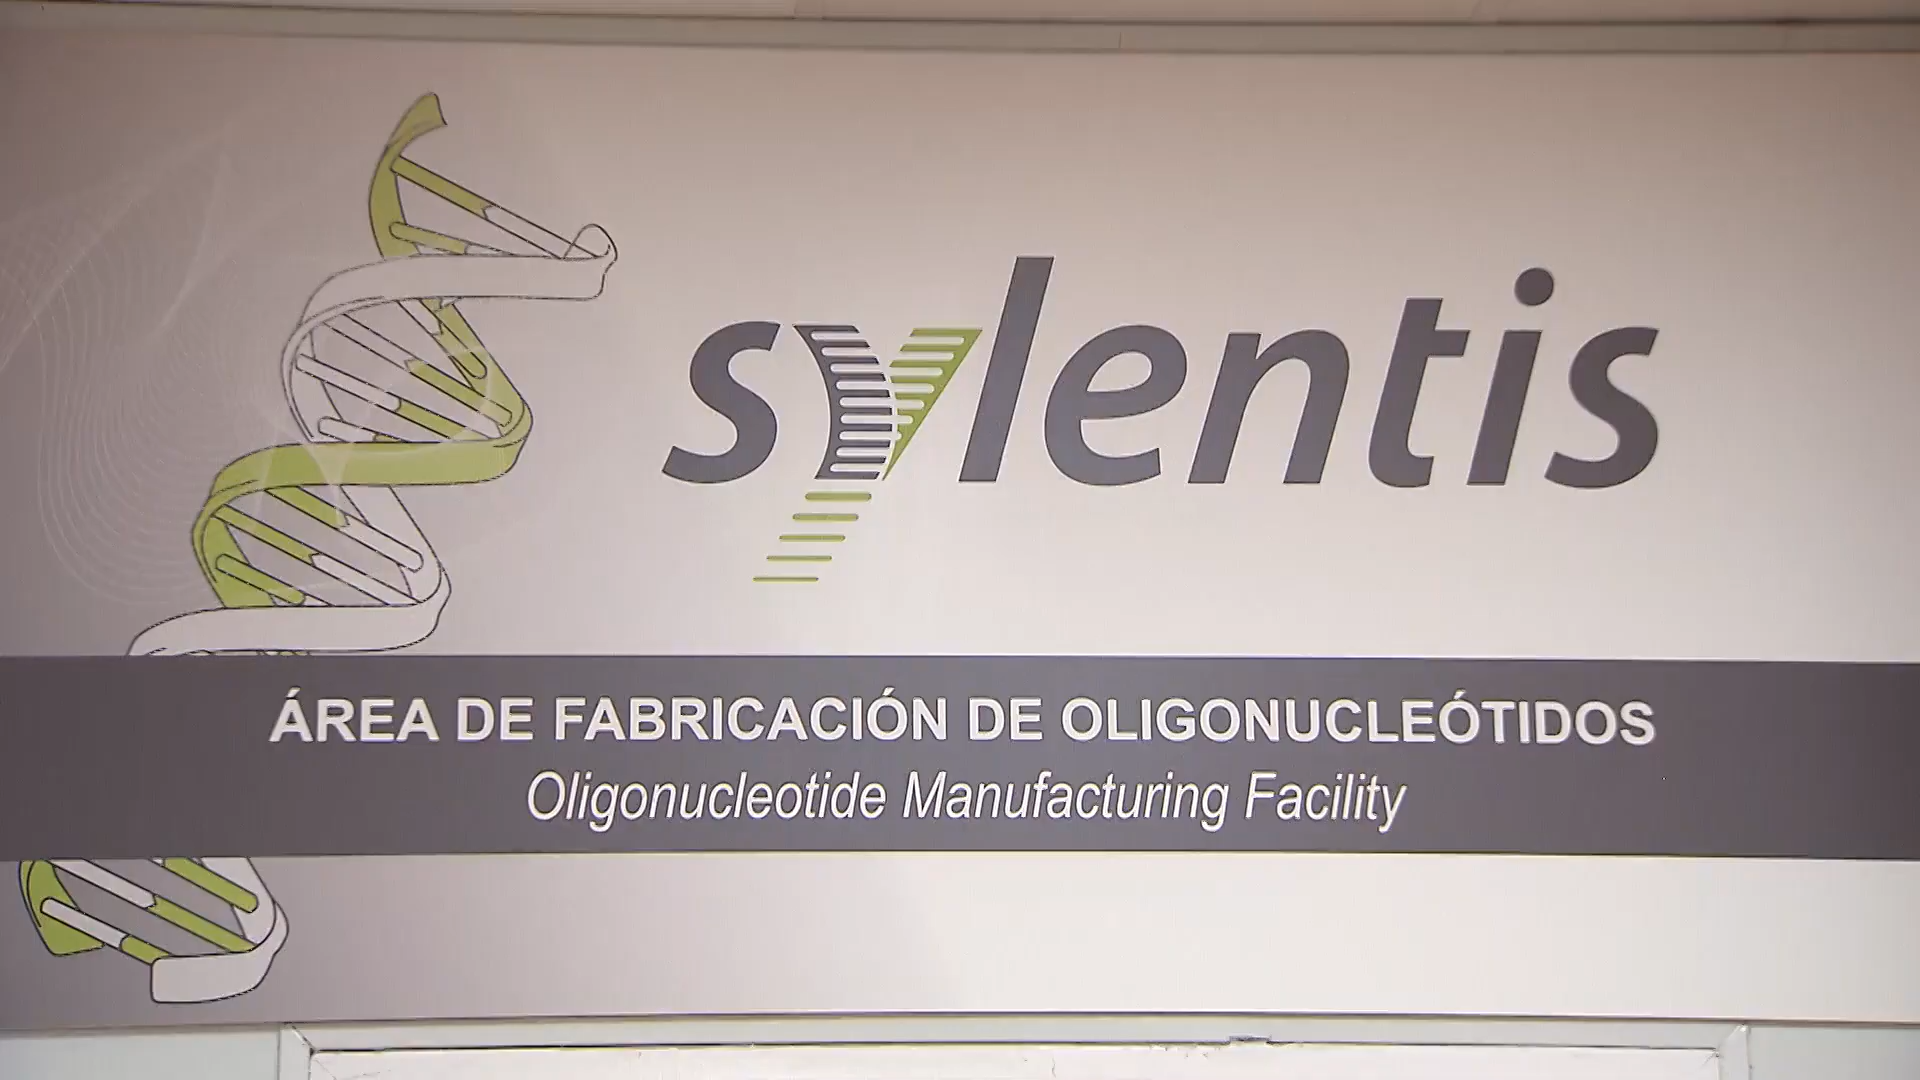 sylentis
ÁREA DE FABRICACIÓN DE OLIGONUCLEÓTIDOS
Oligonucleotide Manufacturing Facility